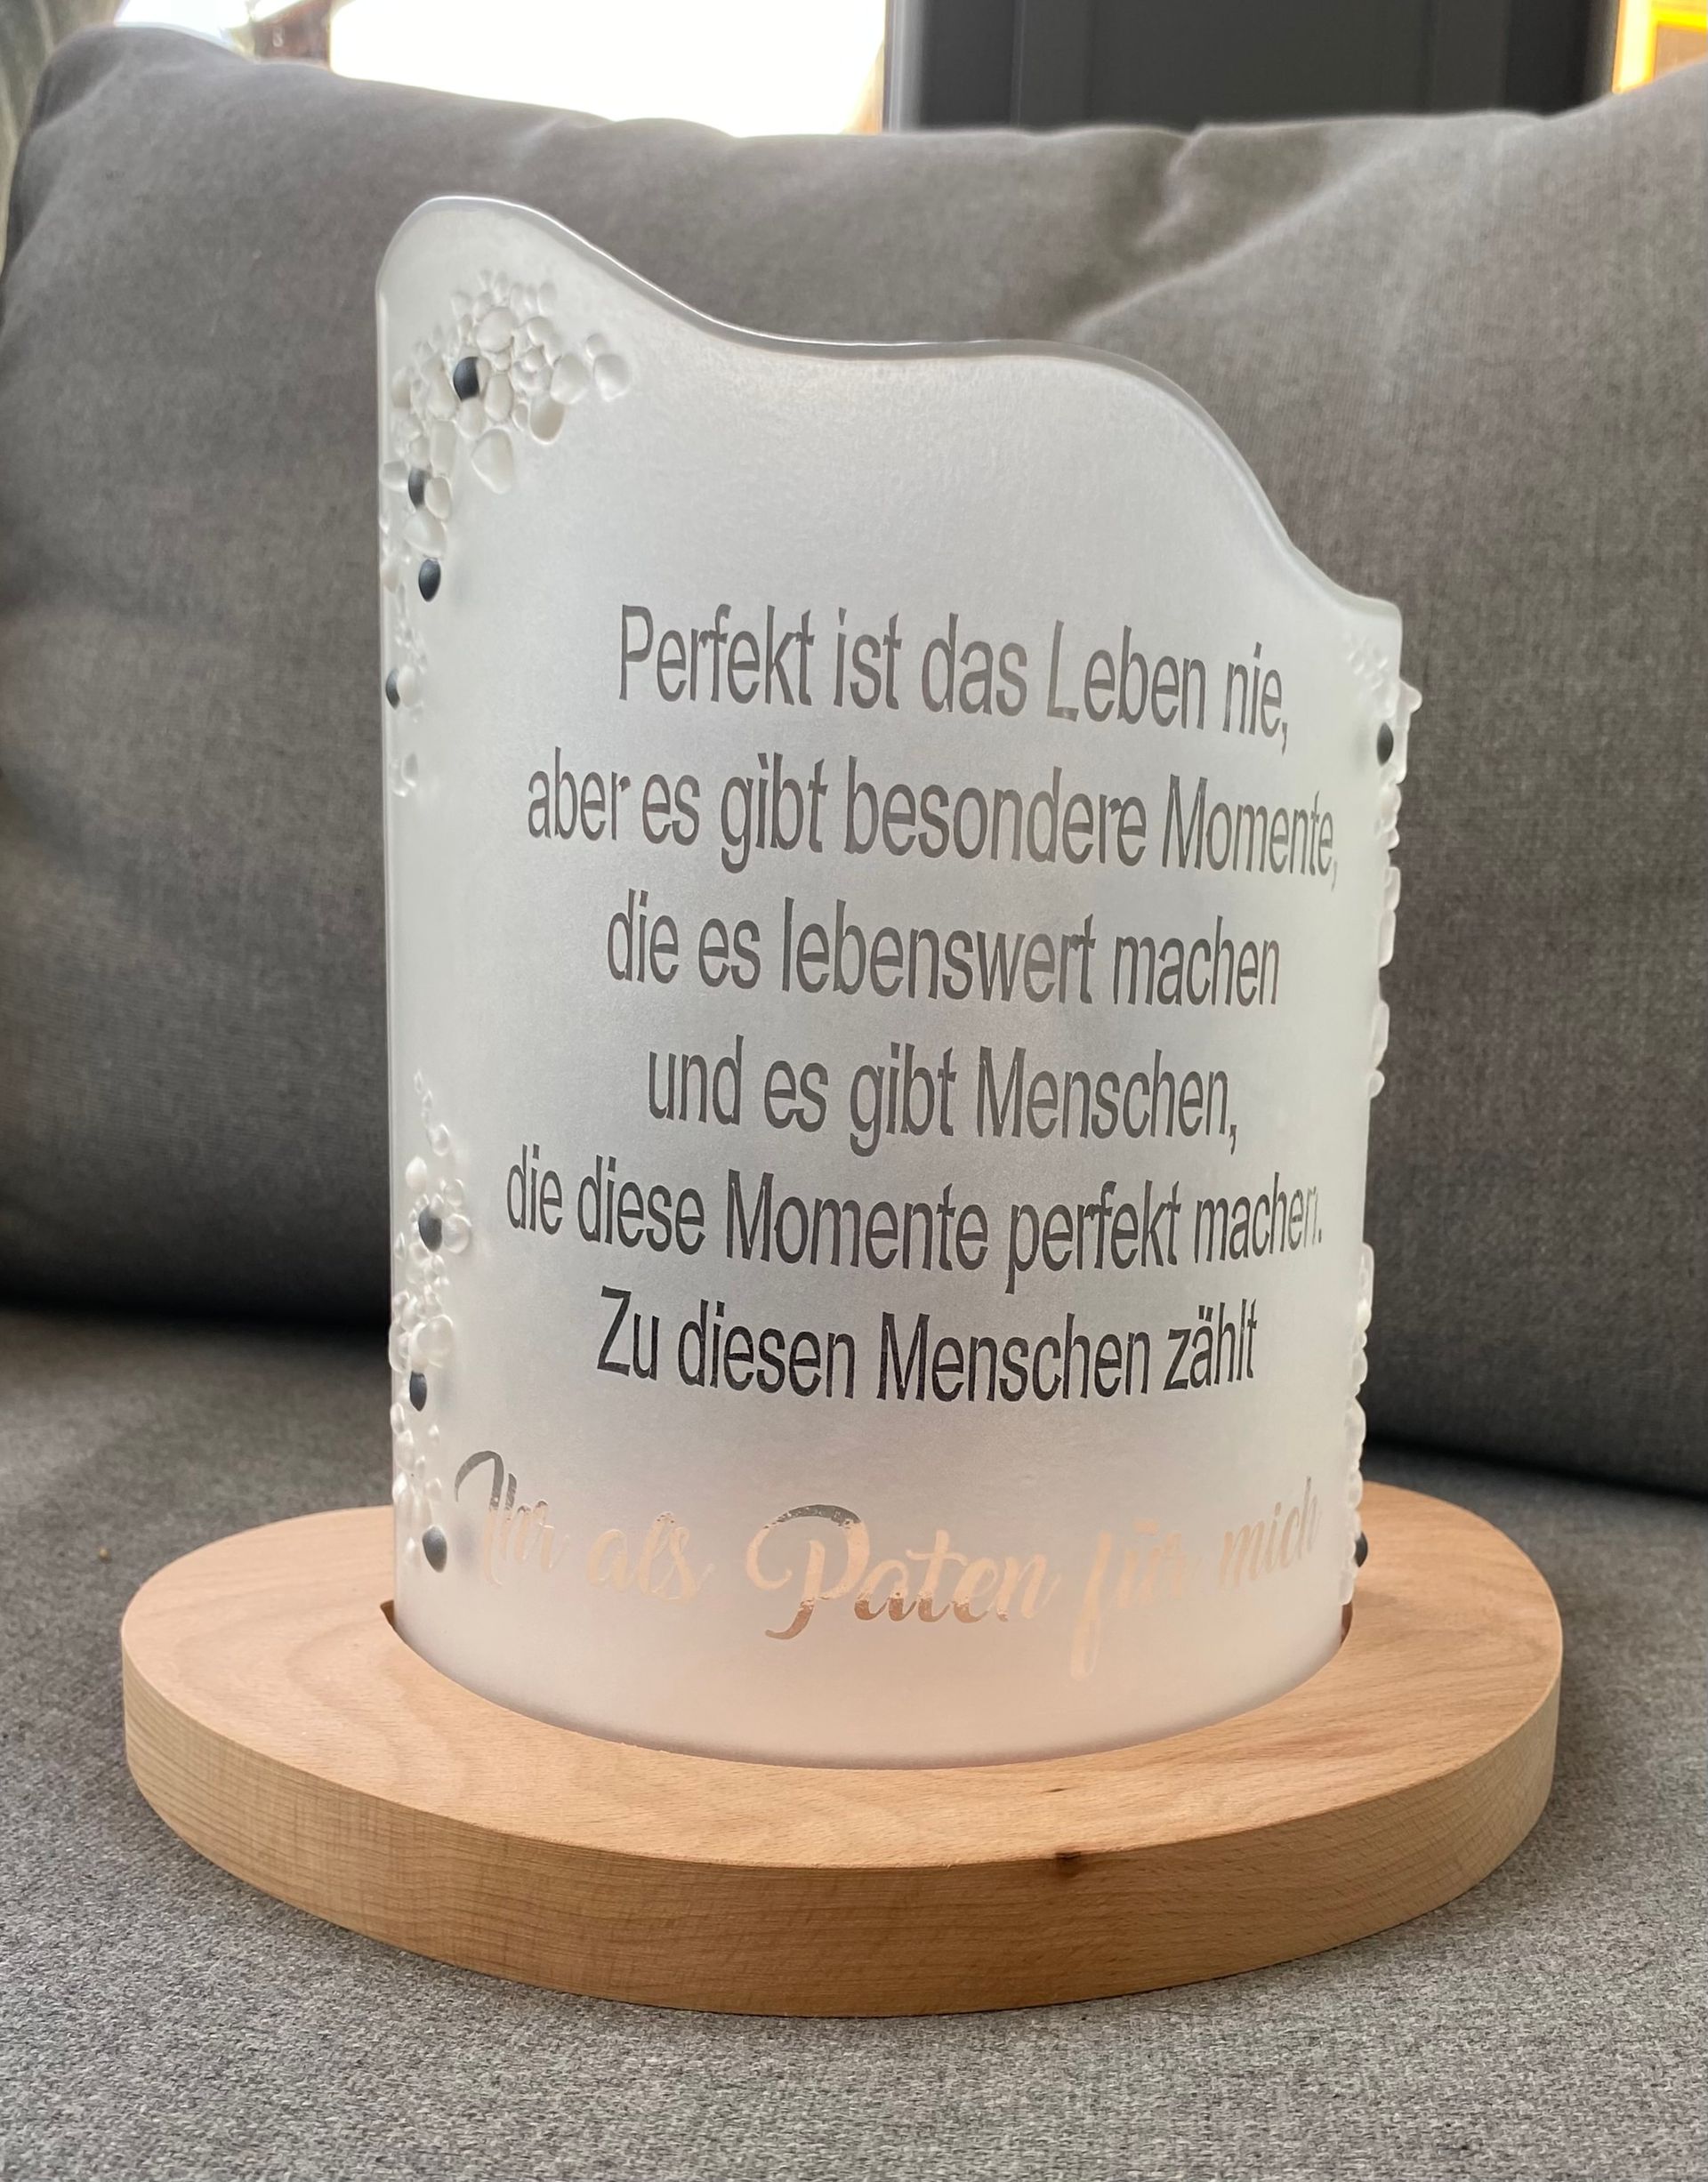 Perfekt ist das Leben nie,
aber es gibt besondere Momente,
die es lebenswert machen
und es gibt Menschen,
die diese Momente perfekt machen.
Zu diesen Menschen zählt
Ihr als Paten für mich